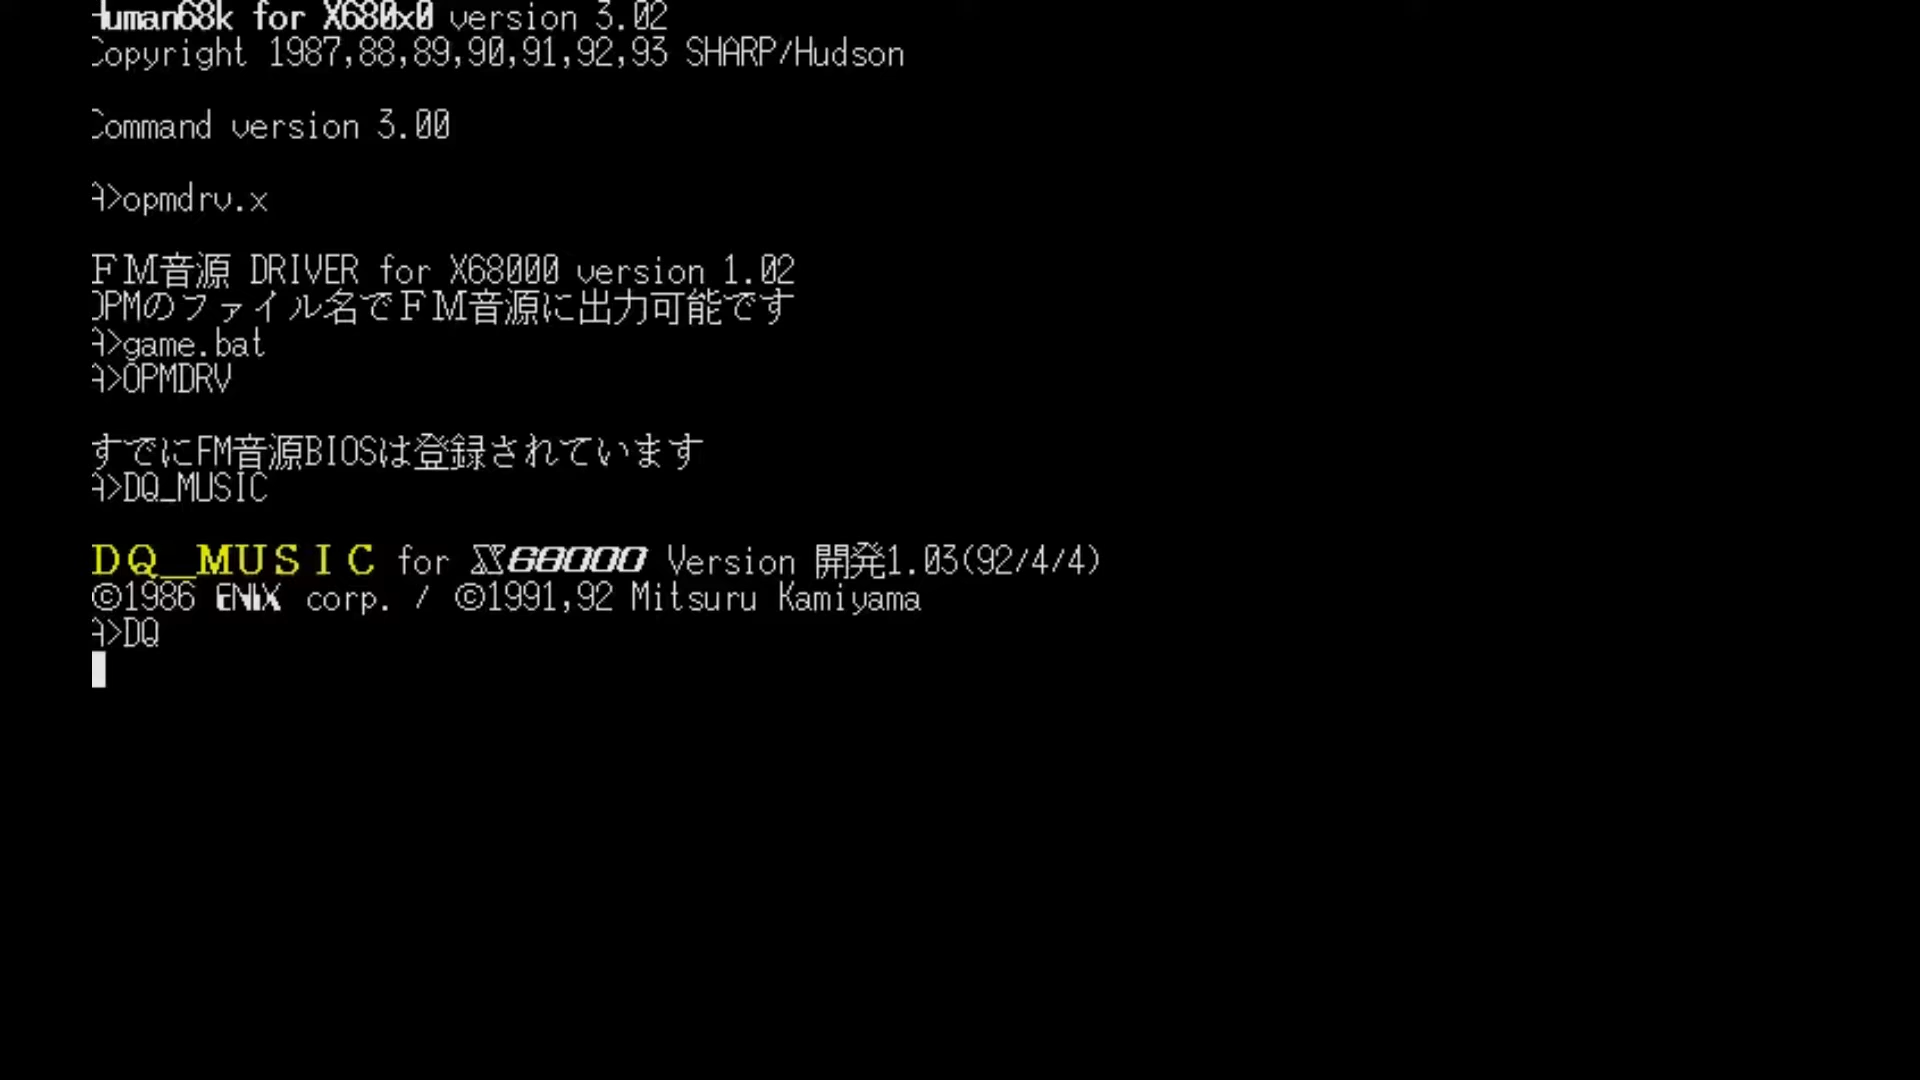 Human68k for X680x0 version 3.02
Copyright 1987,88,89,90,91,92,93 SHARP/Hudson
Command version 3.00
A>opmdrv.x
ＦＭ音源 DRIVER for X68000 version 1.02
OPMのファイル名でＦＭ音源に出力可能です
A>game.bat
A>OPMDRV
すでにFM音源BIOSは登録されています
A>DQ_MUSIC
ＤＱ＿ＭＵＳＩＣ for X68000 Version 開発1.03(92/4/4)
©1986 ENIX corp. / ©1991,92 Mitsuru Kamiyama
A>DQ